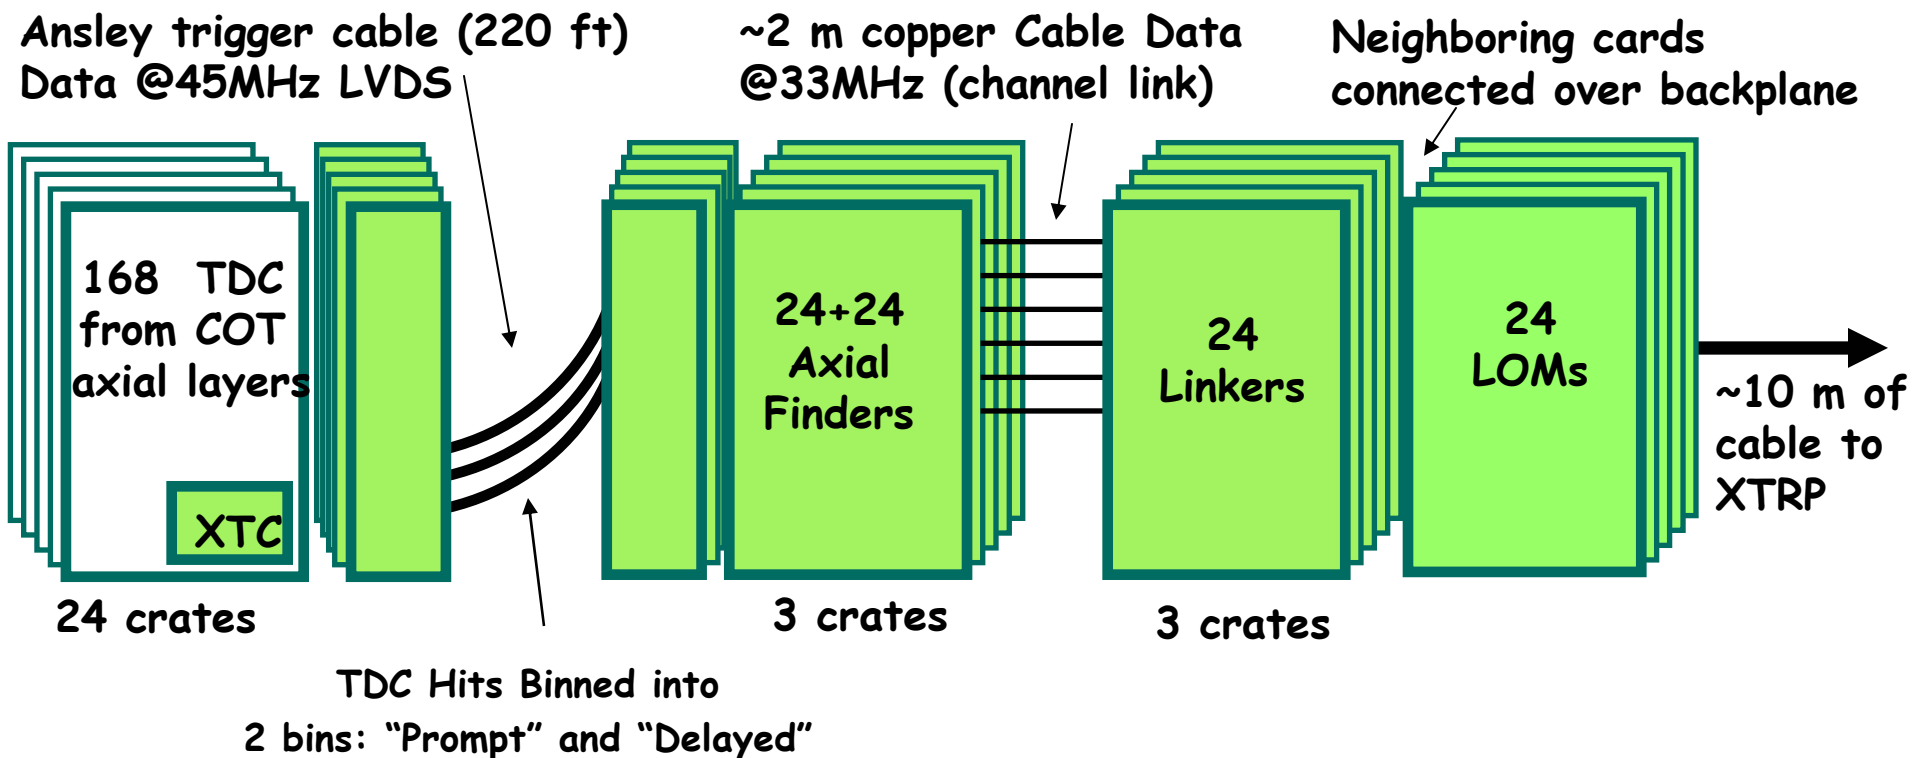 Ansley trigger cable (220 ft)
Data @45MHz LVDS
~2 m copper Cable Data
@33MHz (channel link)
Neighboring cards
connected over backplane
168 TDC
from COT
axial layers
XTC
24+24
Axial
Finders
24
Linkers
24
LOMs
~10 m of
cable to
XTRP
24 crates
3 crates
3 crates
TDC Hits Binned into
2 bins: “Prompt” and “Delayed”